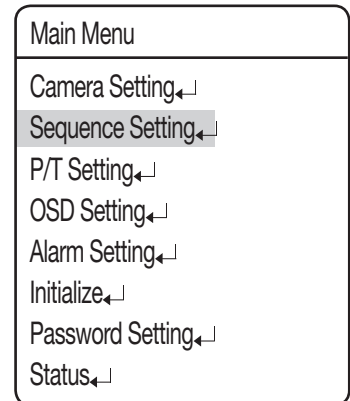 Main Menu
Camera Setting↵
Sequence Setting↵
P/T Setting↵
OSD Setting↵
Alarm Setting↵
Initialize↵
Password Setting↵
Status↵